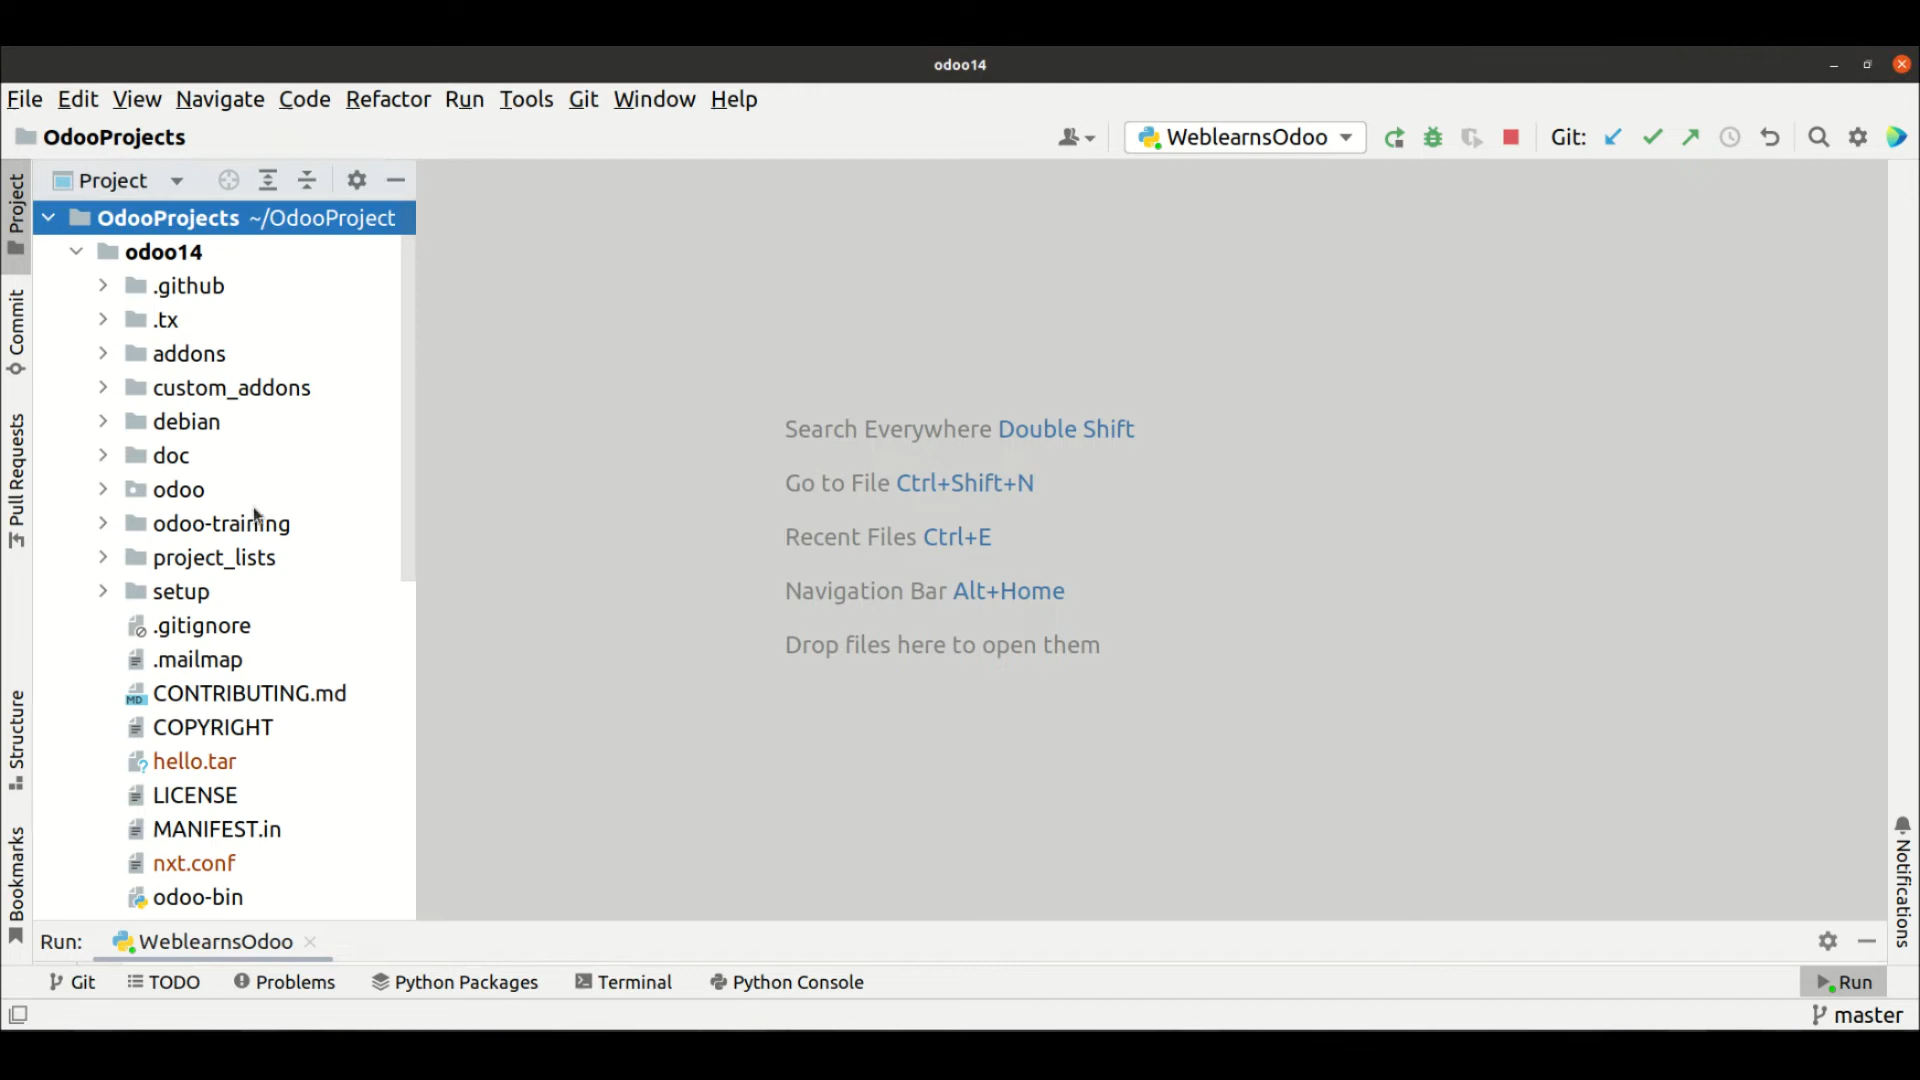 odoo14
File Edit View Navigate Code Refactor Run Tools Git Window Help
OdooProjects WeblearnsOdoo Git:
Project
OdooProjects ~/OdooProject
odoo14
.github
.tx
addons
custom_addons
debian
doc
odoo
odoo-training
project_lists
setup
.gitignore
.mailmap
MD CONTRIBUTING.md
COPYRIGHT
hello.tar
LICENSE
MANIFEST.in
nxt.conf
odoo-bin
Project
Commit
Pull Requests
Structure
Bookmarks
Search Everywhere Double Shift
Go to File Ctrl+Shift+N
Recent Files Ctrl+E
Navigation Bar Alt+Home
Drop files here to open them
Notifications
Run: WeblearnsOdoo
Git TODO Problems Python Packages Terminal Python Console Run
master